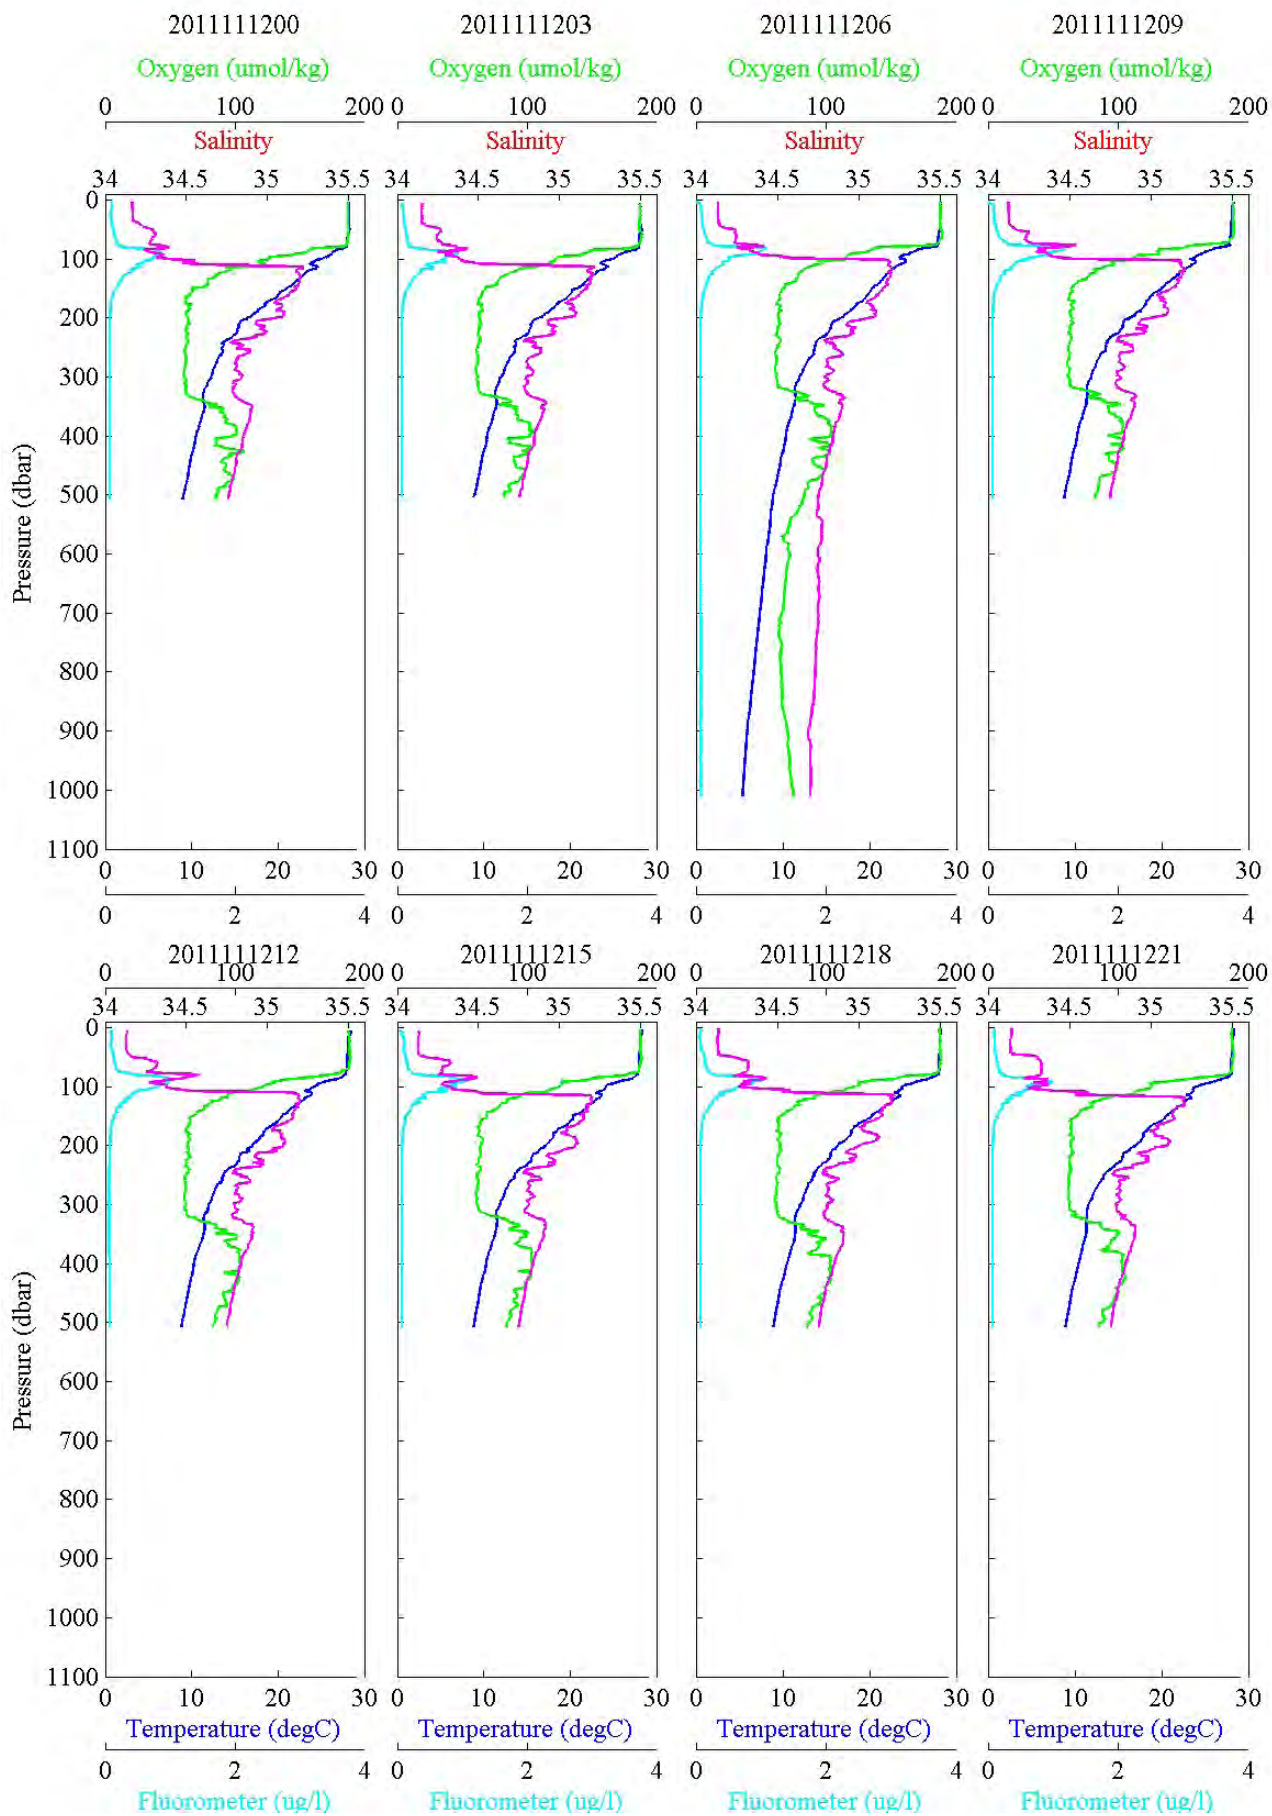 2011111200 2011111203 2011111206 2011111209
Oxygen (umol/kg) Oxygen (umol/kg) Oxygen (umol/kg) Oxygen (umol/kg)
0 100 200 0 100 200 0 100 200 0 100 200
Salinity Salinity Salinity Salinity
34 34.5 35 35.5 34 34.5 35 35.5 34 34.5 35 35.5 34 34.5 35 35.5
0
100
200
300
400
500
600
700
800
900
1000
1100
Pressure (dbar)
0 10 20 30 0 10 20 30 0 10 20 30 0 10 20 30
0 2 4 0 2 4 0 2 4 0 2 4
2011111212 2011111215 2011111218 2011111221
0 100 200 0 100 200 0 100 200 0 100 200
34 34.5 35 35.5 34 34.5 35 35.5 34 34.5 35 35.5 34 34.5 35 35.5
0
100
200
300
400
500
600
700
800
900
1000
1100
Pressure (dbar)
0 10 20 30 0 10 20 30 0 10 20 30 0 10 20 30
Temperature (degC) Temperature (degC) Temperature (degC) Temperature (degC)
0 2 4 0 2 4 0 2 4 0 2 4
Fluorometer (ug/l) Fluorometer (ug/l) Fluorometer (ug/l) Fluorometer (ug/l)